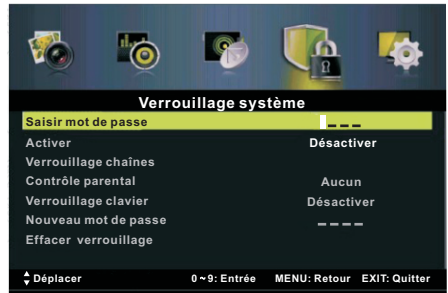 Verrouillage système
Saisir mot de passe _ _ _
Activer Désactiver
Verrouillage chaînes
Contrôle parental Aucun
Verrouillage clavier Désactiver
Nouveau mot de passe _ _ _ _
Effacer verrouillage
Déplacer 0~9: Entrée MENU: Retour EXIT: Quitter